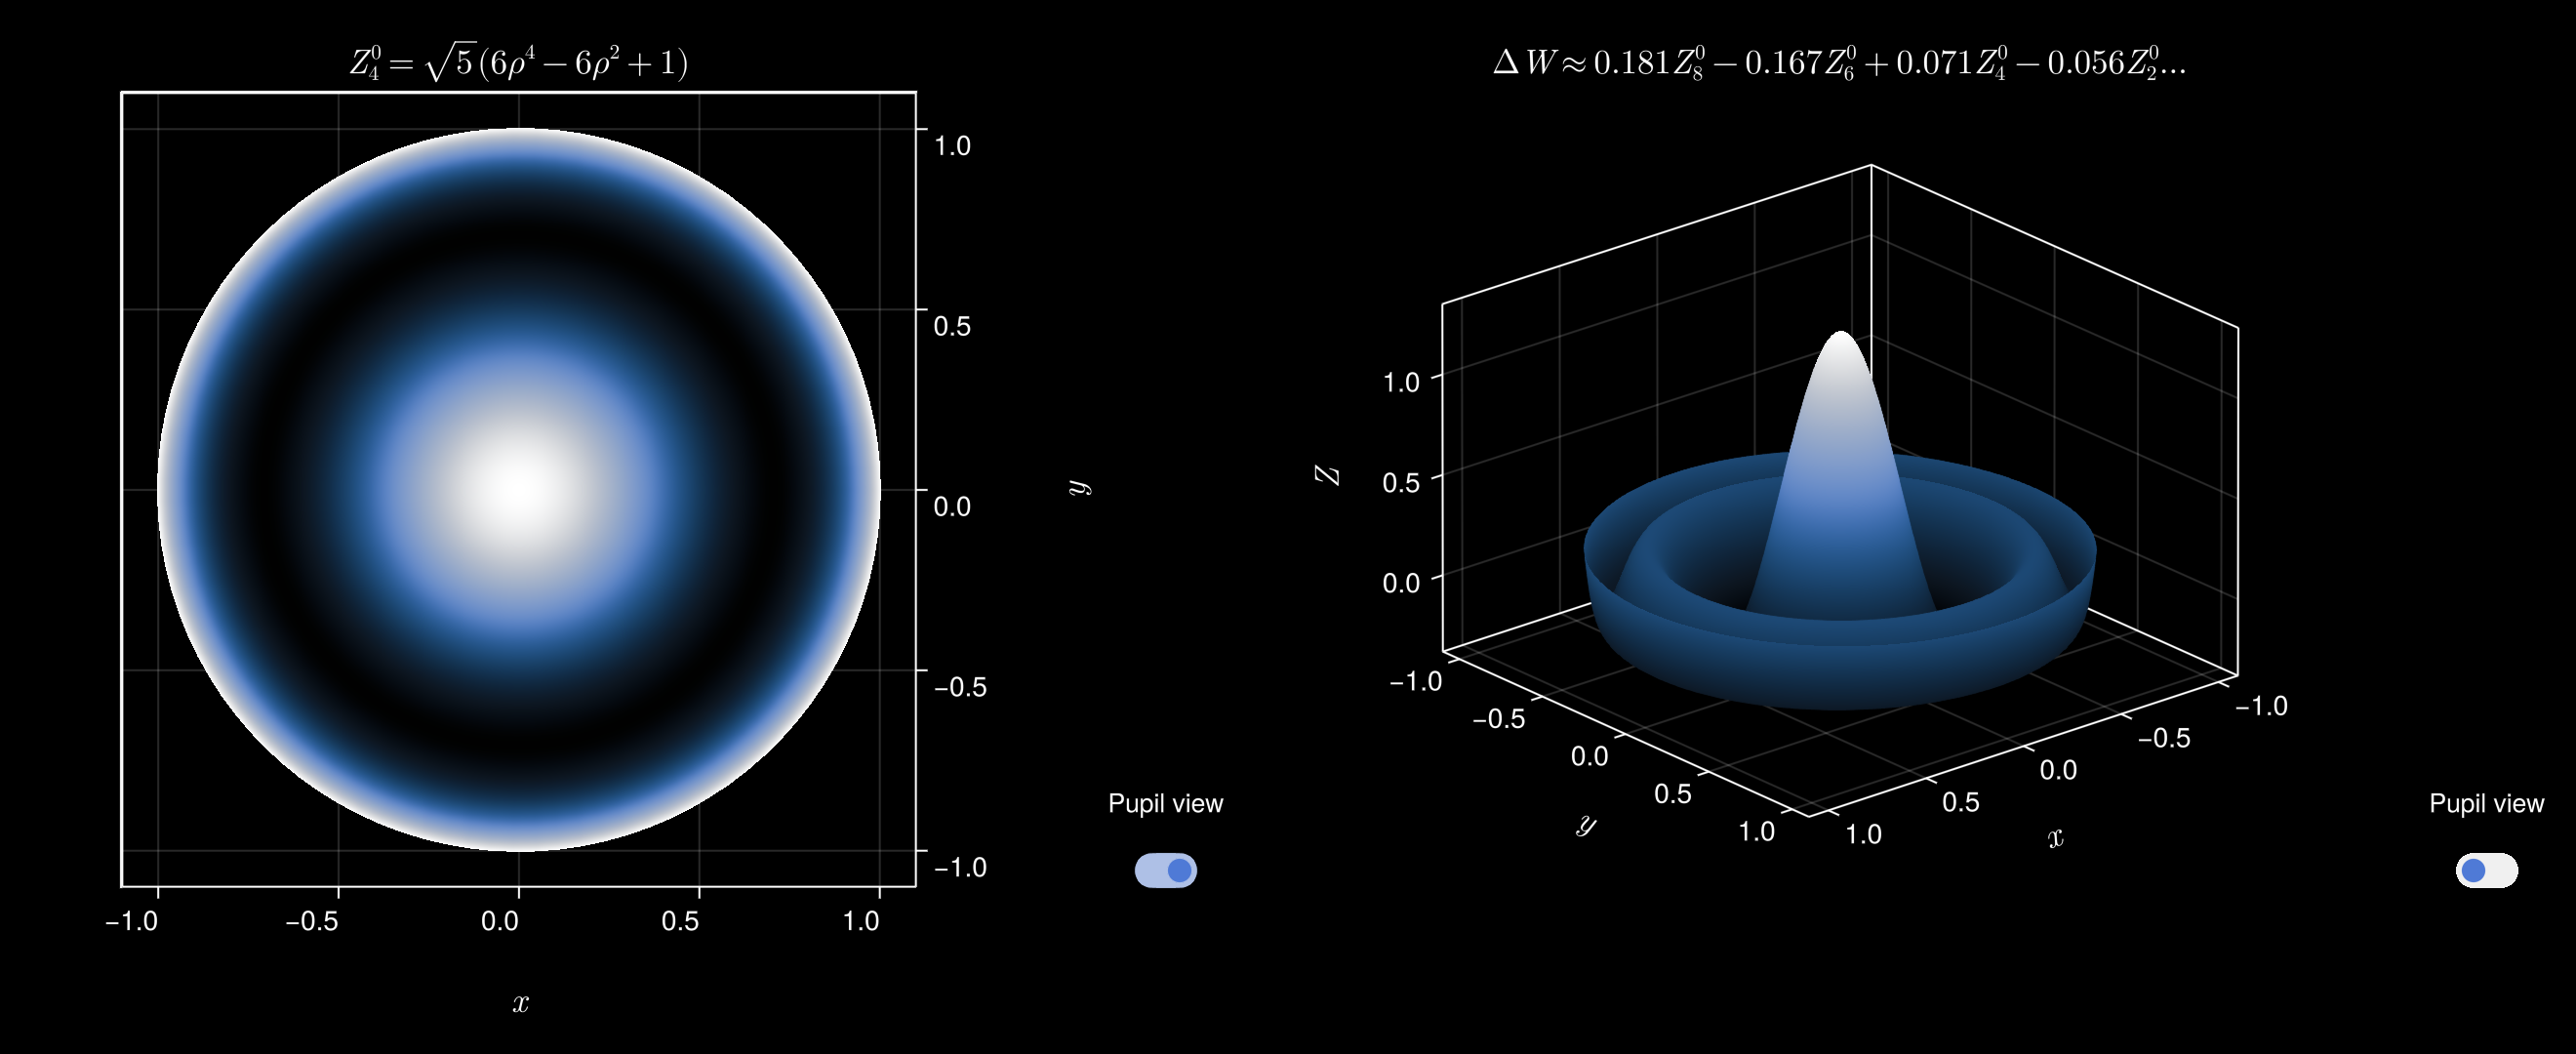 Z₄⁰ = √5(6ρ⁴ − 6ρ² + 1)
1.0
0.5
0.0
−0.5
−1.0
y
−1.0 −0.5 0.0 0.5 1.0
x
Pupil view
ΔW ≈ 0.181Z₈⁰ − 0.167Z₆⁰ + 0.071Z₄⁰ − 0.056Z₂⁰...
Z
1.0
0.5
0.0
−1.0
−0.5
0.0
0.5
1.0
y
1.0
0.5
0.0
−0.5
−1.0
x
Pupil view